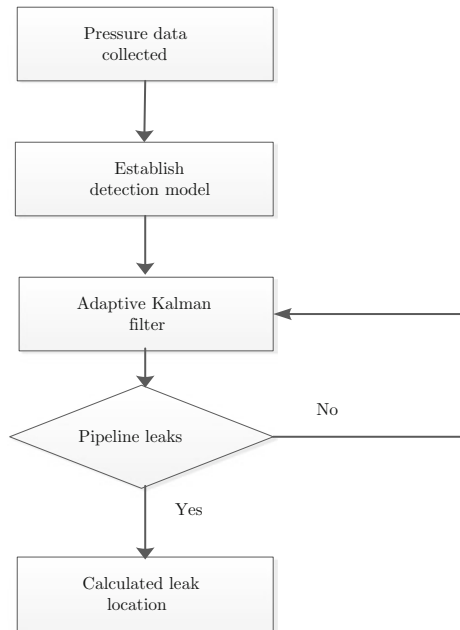 Pressure data
collected
Establish
detection model
Adaptive Kalman
filter
Pipeline leaks
No
Yes
Calculated leak
location